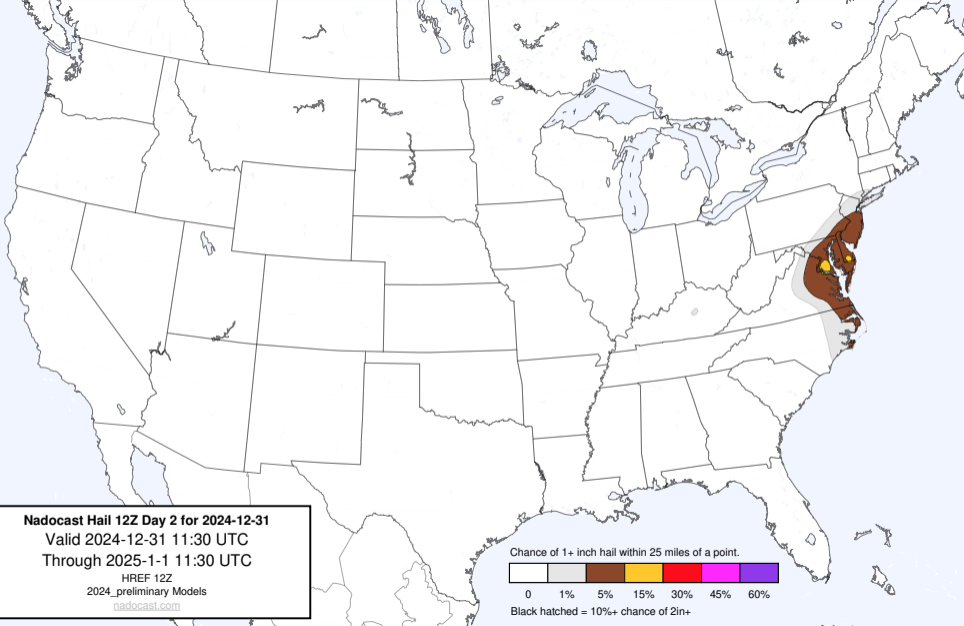 Nadocast Hail 12Z Day 2 for 2024-12-31
Valid 2024-12-31 11:30 UTC
Through 2025-1-1 11:30 UTC
HREF 12Z
2024_preliminary Models
nadocast.com
Chance of 1+ inch hail within 25 miles of a point.
0 1% 5% 15% 30% 45% 60%
Black hatched = 10%+ chance of 2in+